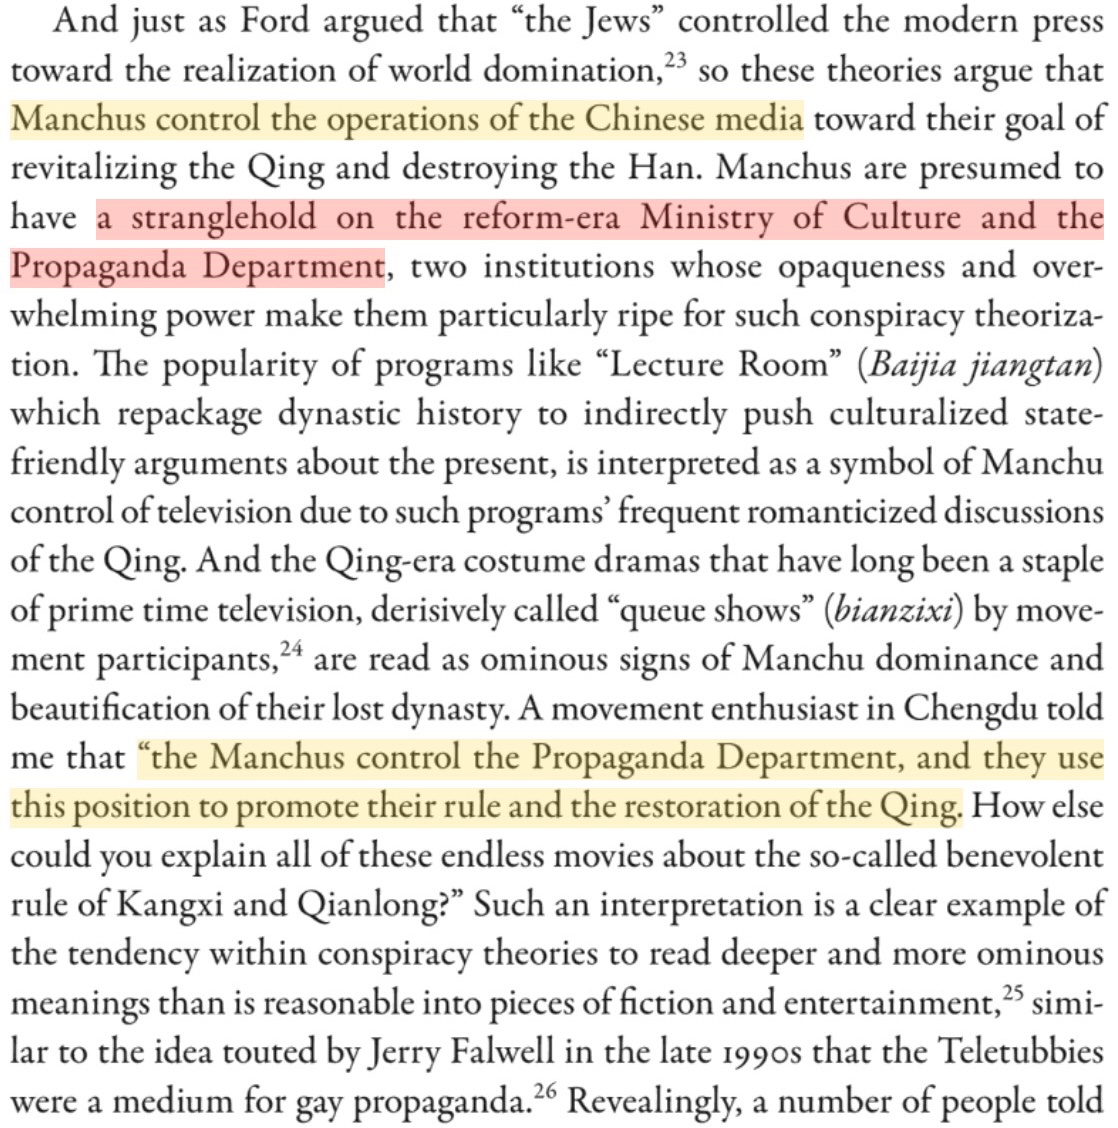 And just as Ford argued that “the Jews” controlled the modern press
toward the realization of world domination,23 so these theories argue that
Manchus control the operations of the Chinese media toward their goal of
revitalizing the Qing and destroying the Han. Manchus are presumed to
have a stranglehold on the reform-era Ministry of Culture and the
Propaganda Department, two institutions whose opaqueness and over-
whelming power make them particularly ripe for such conspiracy theoriza-
tion. The popularity of programs like “Lecture Room” (Baijia jiangtan)
which repackage dynastic history to indirectly push culturalized state-
friendly arguments about the present, is interpreted as a symbol of Manchu
control of television due to such programs’ frequent romanticized discussions
of the Qing. And the Qing-era costume dramas that have long been a staple
of prime time television, derisively called “queue shows” (bianzixi) by move-
ment participants,24 are read as ominous signs of Manchu dominance and
beautification of their lost dynasty. A movement enthusiast in Chengdu told
me that “the Manchus control the Propaganda Department, and they use
this position to promote their rule and the restoration of the Qing. How else
could you explain all of these endless movies about the so-called benevolent
rule of Kangxi and Qianlong?” Such an interpretation is a clear example of
the tendency within conspiracy theories to read deeper and more ominous
meanings than is reasonable into pieces of fiction and entertainment,25 simi-
lar to the idea touted by Jerry Falwell in the late 1990s that the Teletubbies
were a medium for gay propaganda.26 Revealingly, a number of people told